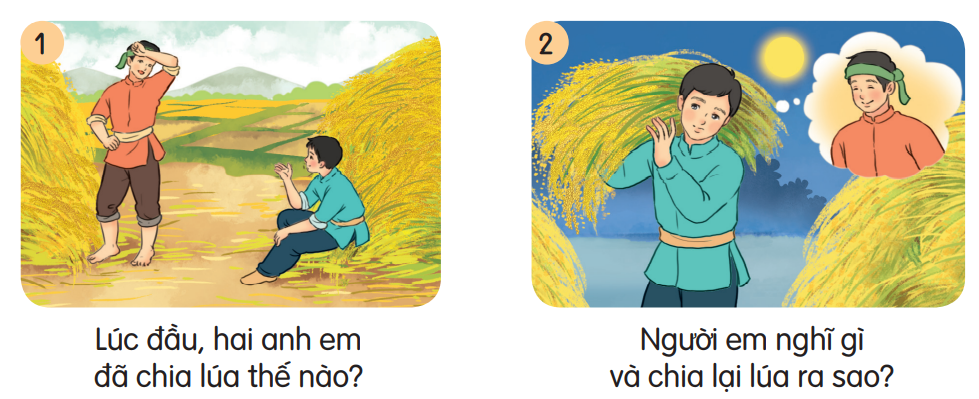 1
Lúc đầu, hai anh em
đã chia lúa thế nào?
2
Người em nghĩ gì
và chia lại lúa ra sao?